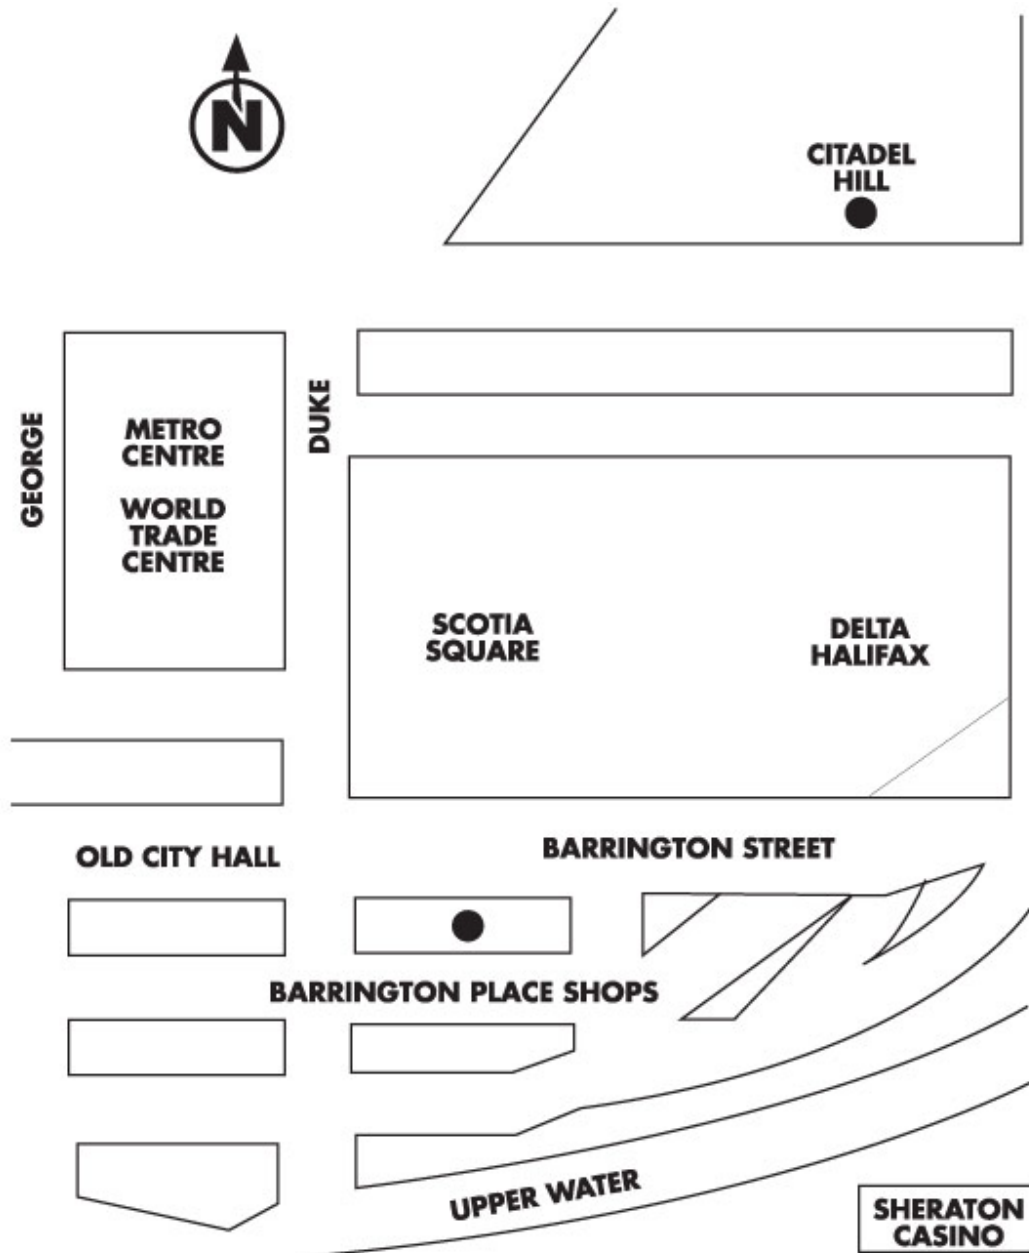 N
CITADEL
HILL
GEORGE
METRO
CENTRE
WORLD
TRADE
CENTRE
DUKE
SCOTIA
SQUARE
DELTA
HALIFAX
OLD CITY HALL
BARRINGTON STREET
BARRINGTON PLACE SHOPS
UPPER WATER
SHERATON
CASINO